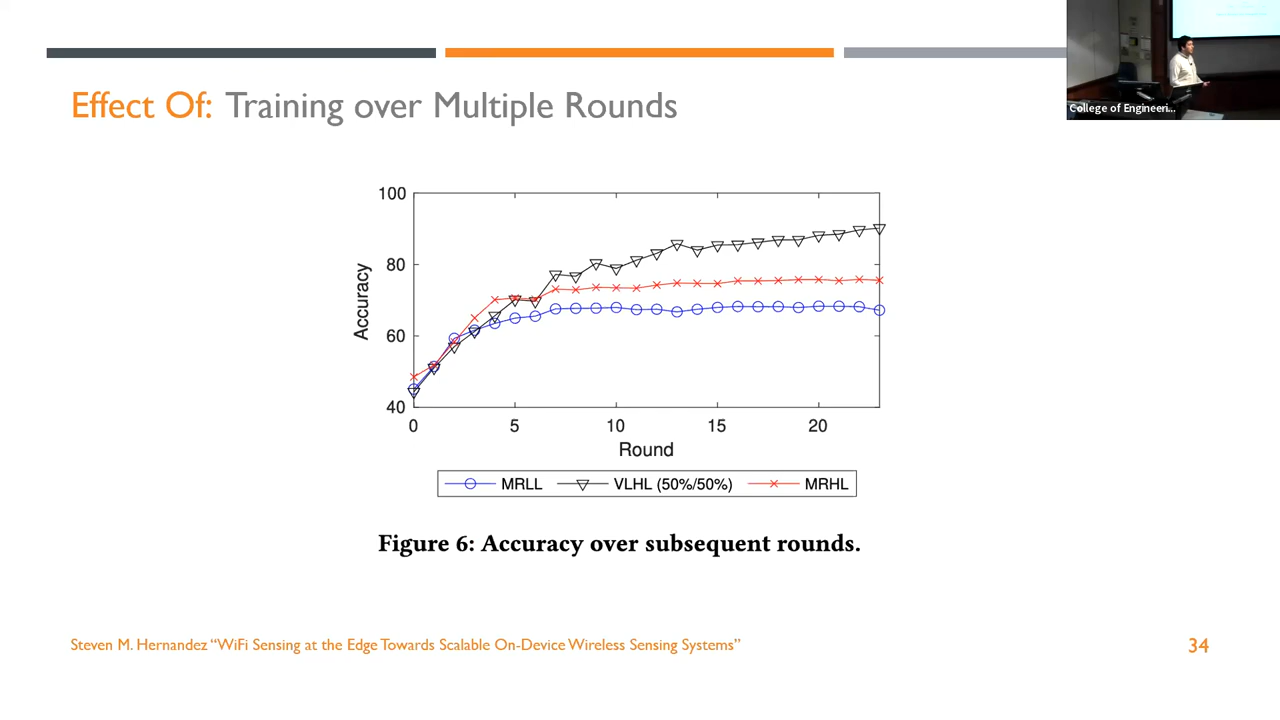 College of Engineeri...
Effect Of: Training over Multiple Rounds
100
80
60
40
Accuracy
0 5 10 15 20
Round
MRLL VLHL (50%/50%) MRHL
Figure 6: Accuracy over subsequent rounds.
Steven M. Hernandez “WiFi Sensing at the Edge Towards Scalable On-Device Wireless Sensing Systems”
34